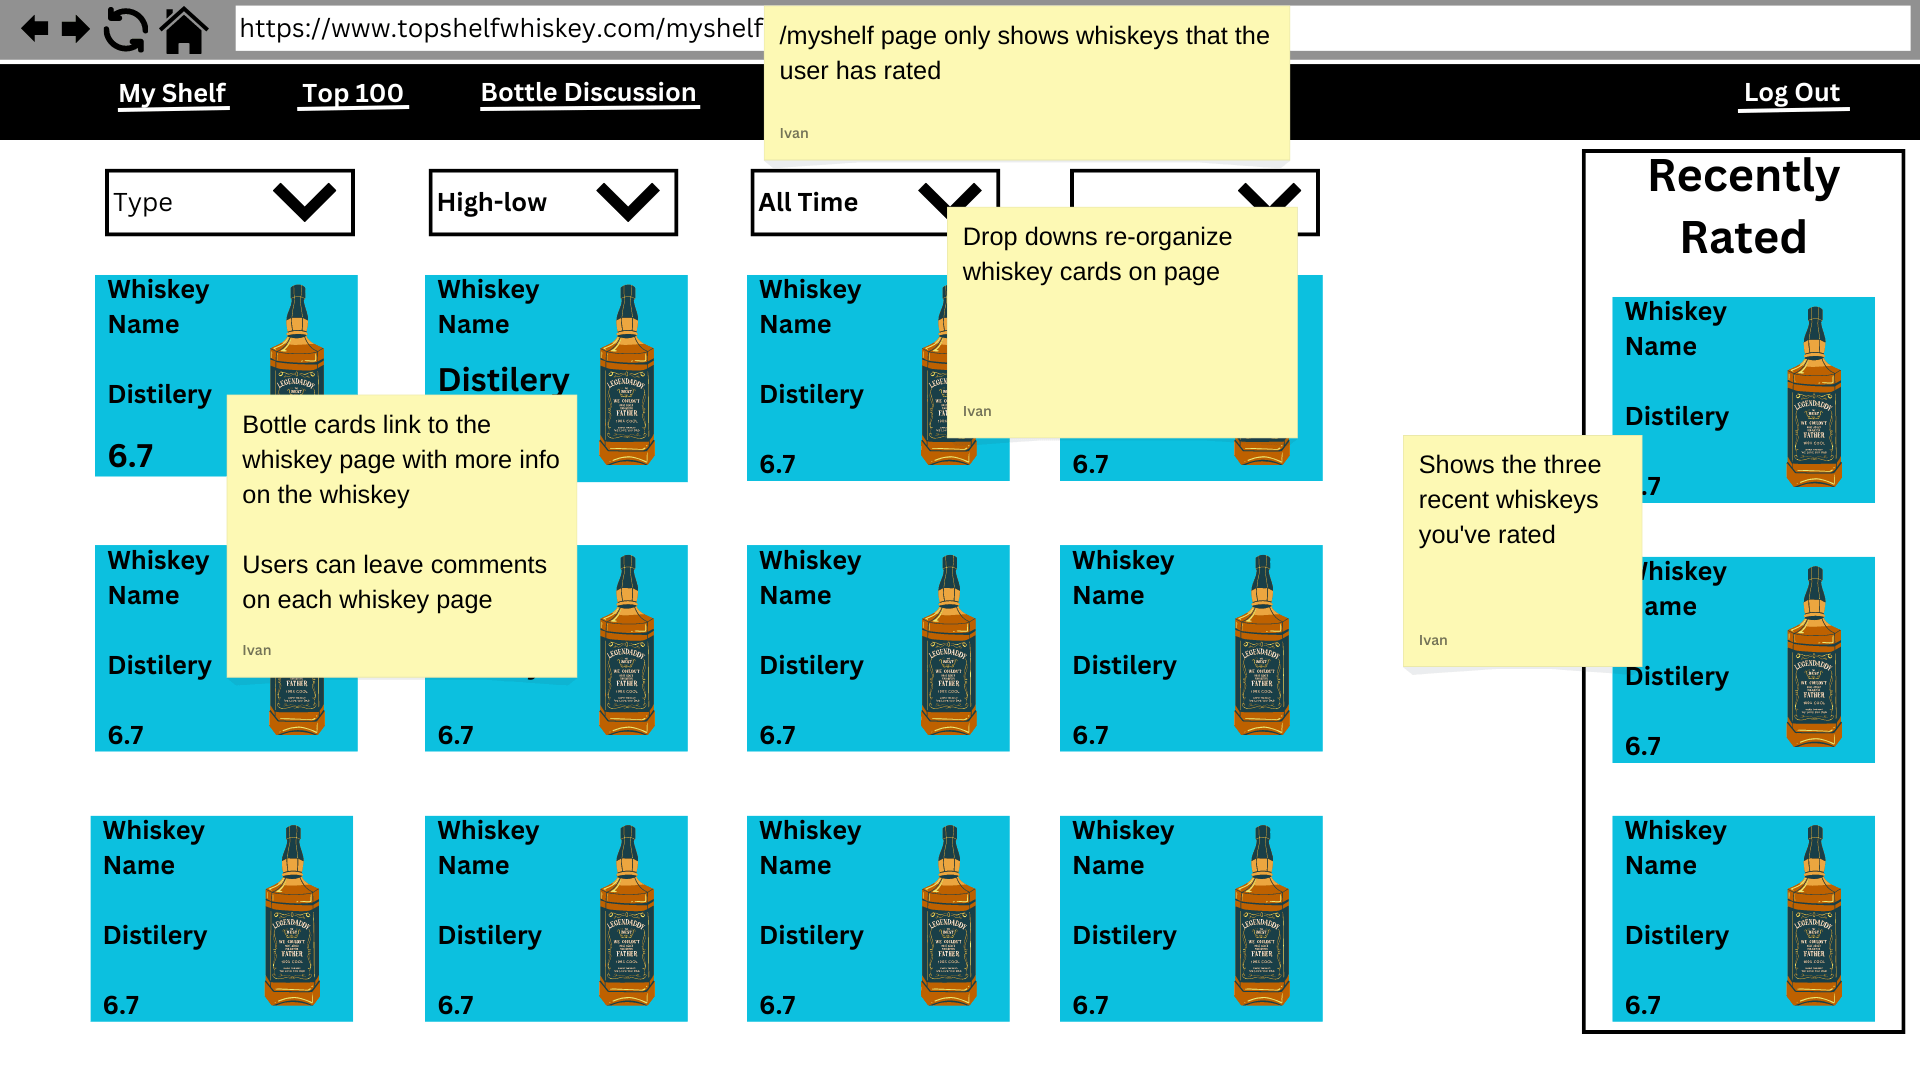 https://www.topshelfwhiskey.com/myshelf
/myshelf page only shows whiskeys that the
user has rated
Ivan
My Shelf
Top 100
Bottle Discussion
Log Out
Type
High-low
All Time
Drop downs re-organize
whiskey cards on page
Ivan
Recently
Rated
Whiskey
Name
Distilery
6.7
Whiskey
Name
Distilery
Whiskey
Name
Distilery
6.7
6.7
Bottle cards link to the
whiskey page with more info
on the whiskey
Users can leave comments
on each whiskey page
Ivan
Whiskey
Name
Distilery
6.7
6.7
Whiskey
Name
Distilery
6.7
Whiskey
Name
Distilery
6.7
Whiskey
Name
Distilery
6.7
Whiskey
Name
Distilery
6.7
Whiskey
Name
Distilery
6.7
Whiskey
Name
Distilery
6.7
Shows the three
recent whiskeys
you've rated
Ivan
Whiskey
Name
Distilery
.7
hiskey
ame
Distilery
6.7
Whiskey
Name
Distilery
6.7
LEGENDADDY
WE COULDN'T
FATHER